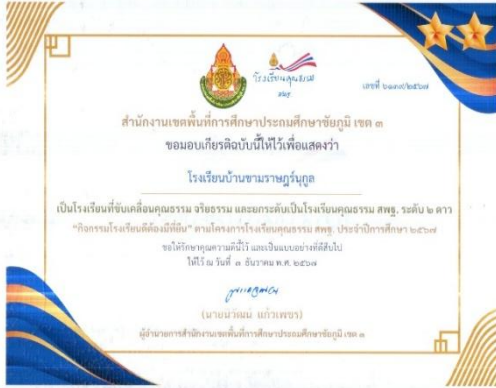 โรงเรียนคุณธรรม
สพฐ
เลขที่ ๖๑๓๙/๒๕๖๗
สำนักงานเขตพื้นที่การศึกษาประถมศึกษาชัยภูมิ เขต ๓
ขอมอบเกียรติฉบับนี้ให้ไว้เพื่อแสดงว่า
โรงเรียนบ้านขามราษฎร์นุกูล
เป็นโรงเรียนที่ขับเคลื่อนคุณธรรม จริยธรรม และยกระดับเป็นโรงเรียนคุณธรรม สพฐ. ระดับ ๒ ดาว
“กิจกรรมโรงเรียนดีต้องมีที่ยืน” ตามโครงการโรงเรียนคุณธรรม สพฐ. ประจำปีการศึกษา ๒๕๖๗
ขอให้รักษาคุณความดีนี้ไว้ และเป็นแบบอย่างที่ดีสืบไป
ให้ไว้ ณ วันที่ ๓ ธันวาคม พ.ศ. ๒๕๖๗
(นายนิวัฒน์ แก้วเพชร)
ผู้อำนวยการสำนักงานเขตพื้นที่การศึกษาประถมศึกษาชัยภูมิ เขต ๓